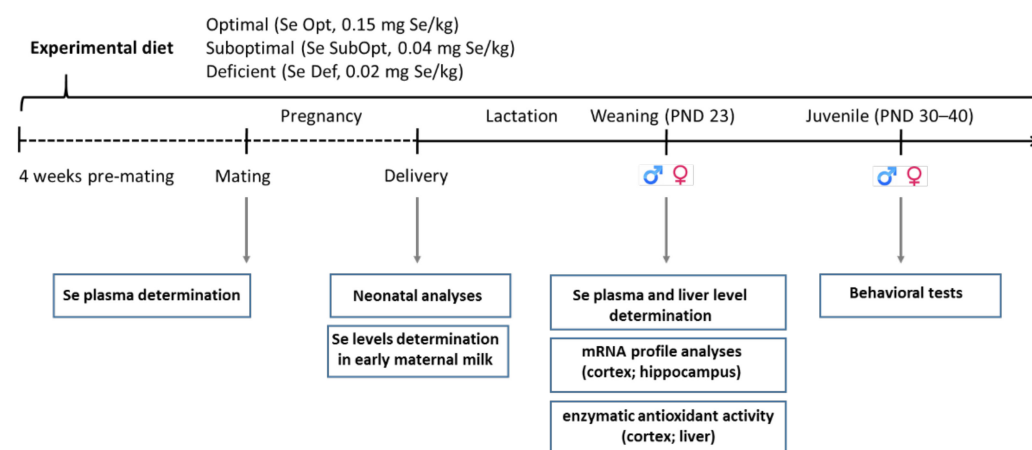 Optimal (Se Opt, 0.15 mg Se/kg)
Experimental diet
Suboptimal (Se SubOpt, 0.04 mg Se/kg)
Deficient (Se Def, 0.02 mg Se/kg)
Pregnancy
Lactation
Weaning (PND 23)
Juvenile (PND 30–40)
4 weeks pre-mating
Mating
Delivery
Se plasma determination
Neonatal analyses
Se levels determination
in early maternal milk
Se plasma and liver level
determination
mRNA profile analyses
(cortex; hippocampus)
enzymatic antioxidant activity
(cortex; liver)
Behavioral tests